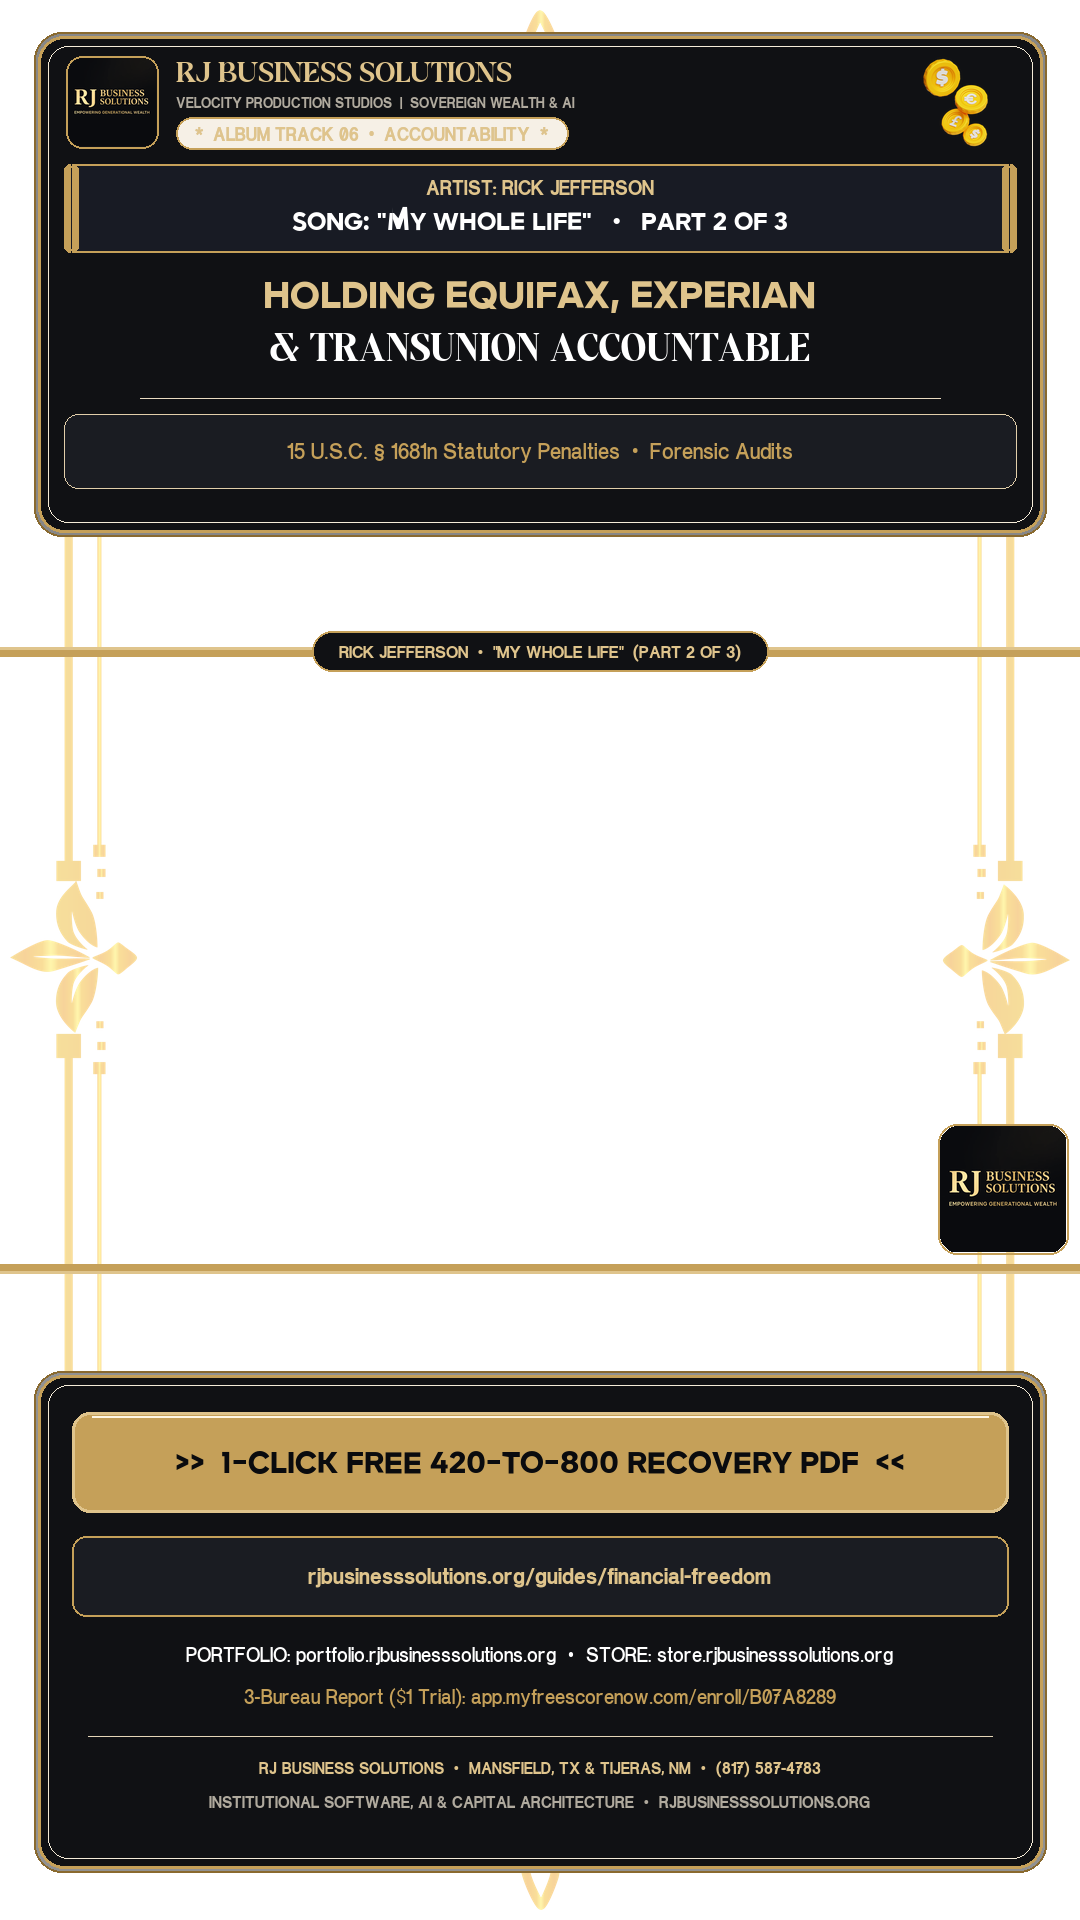 RJ BUSINESS SOLUTIONS
EMPOWERING GENERATIONAL WEALTH
RJ BUSINESS SOLUTIONS
VELOCITY PRODUCTION STUDIOS | SOVEREIGN WEALTH & AI
* ALBUM TRACK 06 • ACCOUNTABILITY *
ARTIST: RICK JEFFERSON
SONG: "MY WHOLE LIFE" • PART 2 OF 3
HOLDING EQUIFAX, EXPERIAN
& TRANSUNION ACCOUNTABLE
15 U.S.C. § 1681n Statutory Penalties • Forensic Audits
RICK JEFFERSON • "MY WHOLE LIFE" (PART 2 OF 3)
RJ BUSINESS SOLUTIONS
EMPOWERING GENERATIONAL WEALTH
>> 1-CLICK FREE 420-TO-800 RECOVERY PDF <<
rjbusinesssolutions.org/guides/financial-freedom
PORTFOLIO: portfolio.rjbusinesssolutions.org • STORE: store.rjbusinesssolutions.org
3-Bureau Report ($1 Trial): app.myfreescorenow.com/enroll/B07A8289
RJ BUSINESS SOLUTIONS • MANSFIELD, TX & TIJERAS, NM • (817) 587-4783
INSTITUTIONAL SOFTWARE, AI & CAPITAL ARCHITECTURE • RJBUSINESSSOLUTIONS.ORG